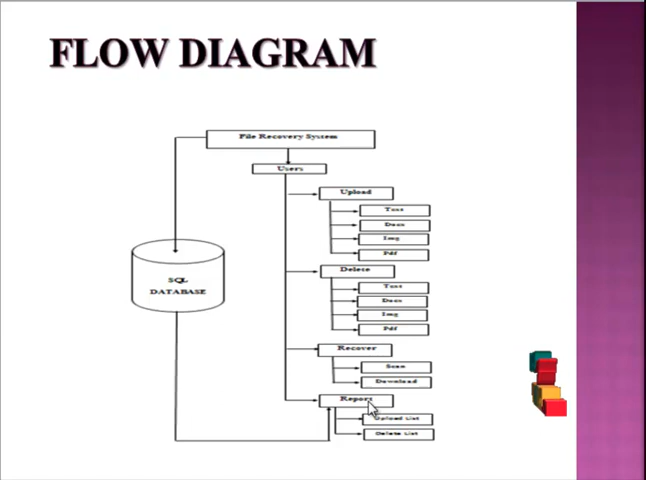 FLOW DIAGRAM
File Recovery System
Users
Upload
Text
Docx
Img
Pdf
SQL
DATABASE
Delete
Text
Docx
Img
Pdf
Recover
Scan
Download
Report
Upload List
Delete List